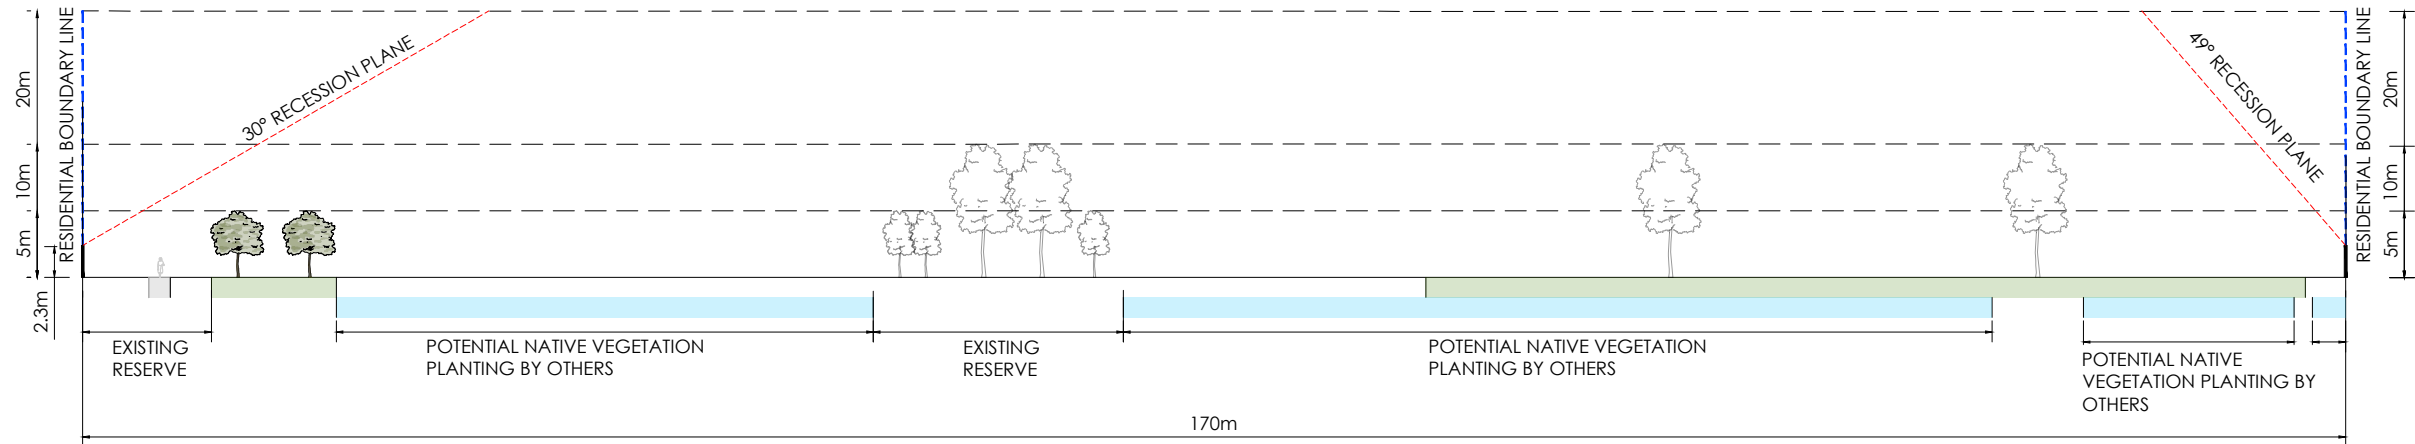 20m
10m
5m
2.3m
RESIDENTIAL BOUNDARY LINE
30° RECESSION PLANE
49° RECESSION PLANE
RESIDENTIAL BOUNDARY LINE
20m
10m
5m
EXISTING
RESERVE
POTENTIAL NATIVE VEGETATION
PLANTING BY OTHERS
EXISTING
RESERVE
POTENTIAL NATIVE VEGETATION
PLANTING BY OTHERS
POTENTIAL NATIVE
VEGETATION PLANTING BY
OTHERS
170m